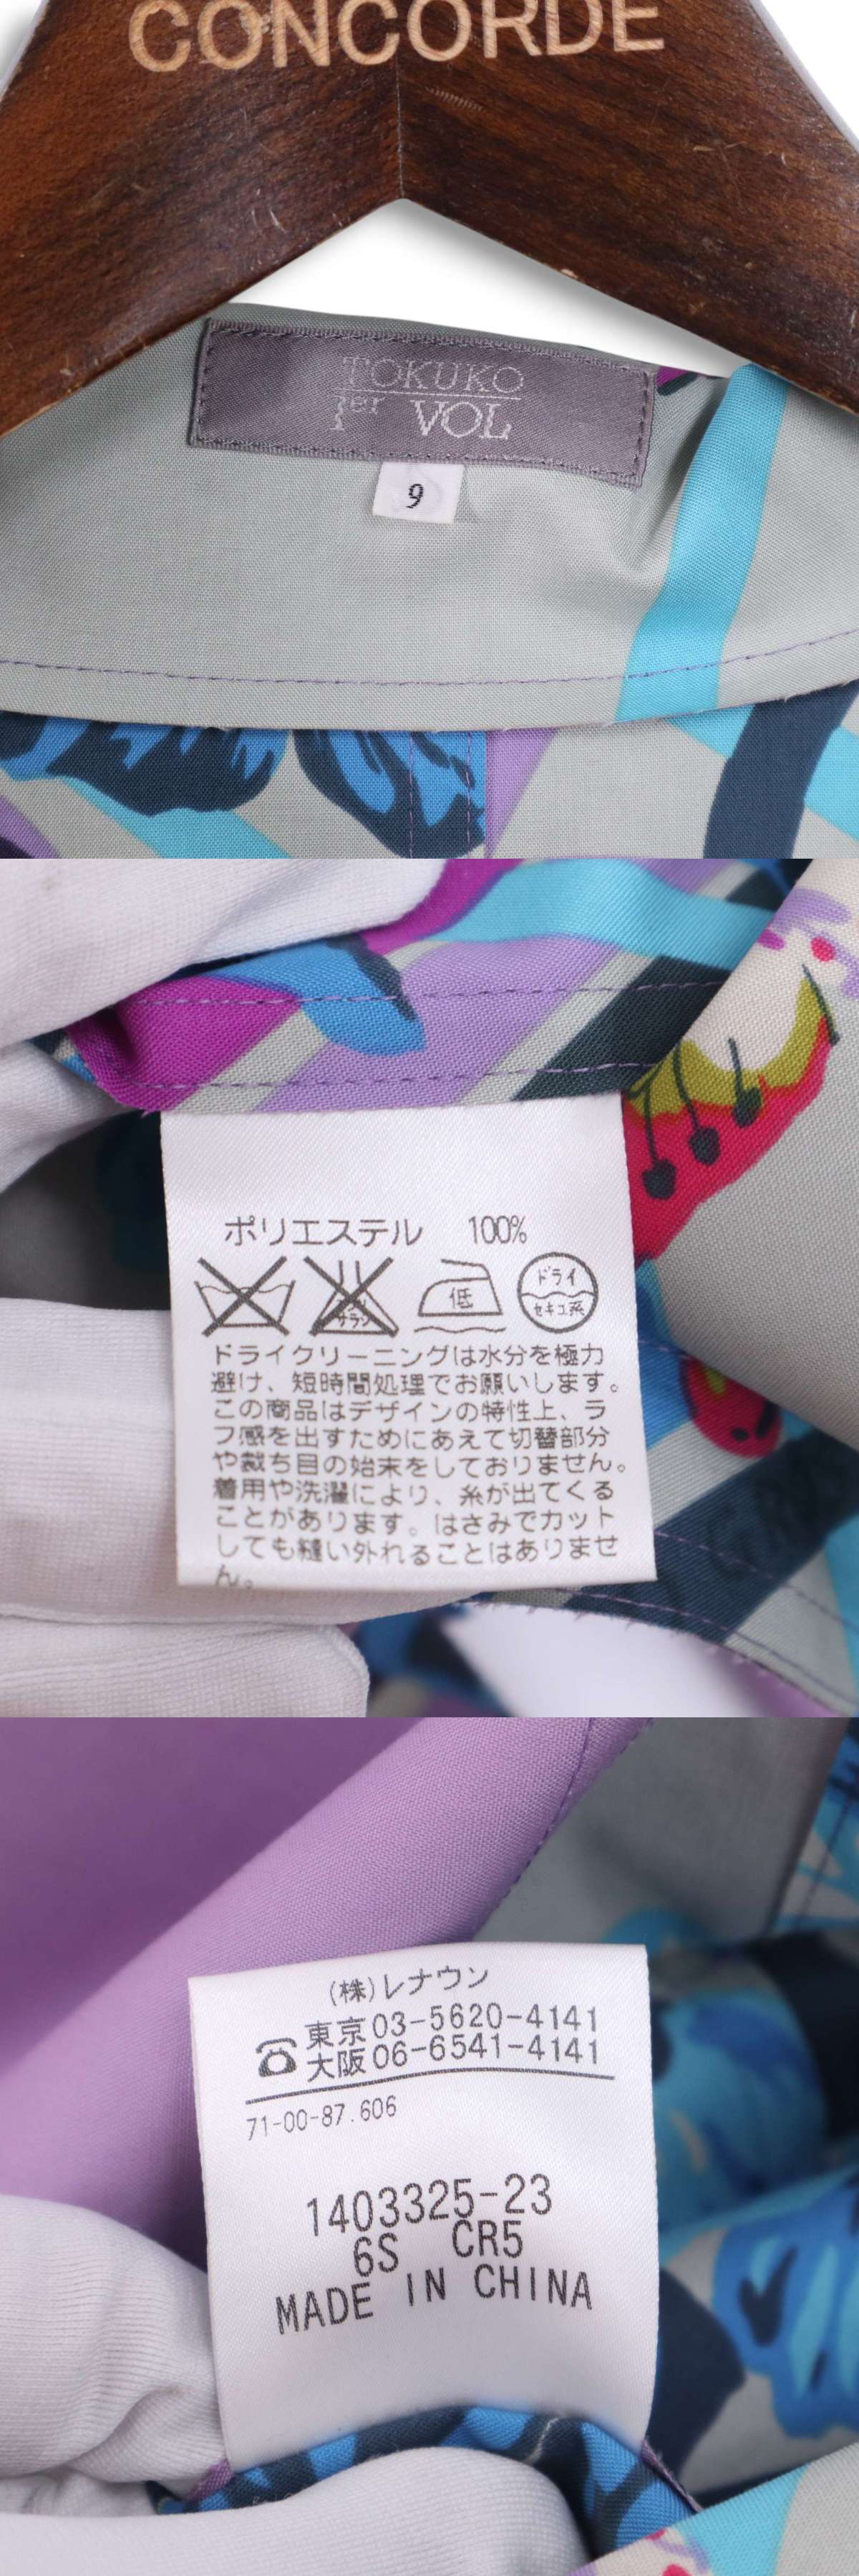 CONCORDE
TOKUKO
1er VOL
9
ポリエステル 100%
エンソ
サラシ
低
ドライ
セキユ系
ドライクリーニングは水分を極力
避け、短時間処理でお願いします。
この商品はデザインの特性上、ラ
フ感を出すためにあえて切替部分
や裁ち目の始末をしておりません。
着用や洗濯により、糸が出てくる
ことがあります。はさみでカット
しても縫い外れることはありませ
ん。
(株)レナウン
東京03-5620-4141
大阪06-6541-4141
71-00-87.606
1403325-23
6S CR5
MADE IN CHINA